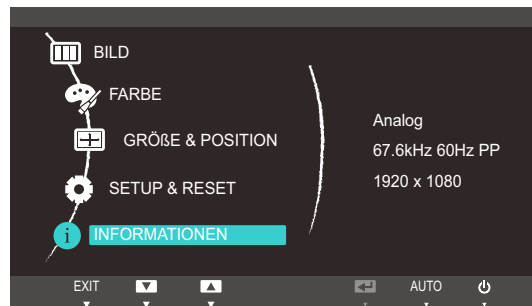 BILD
FARBE
GRÖßE & POSITION
SETUP & RESET
i INFORMATIONEN
Analog
67.6kHz 60Hz PP
1920 x 1080
EXIT AUTO